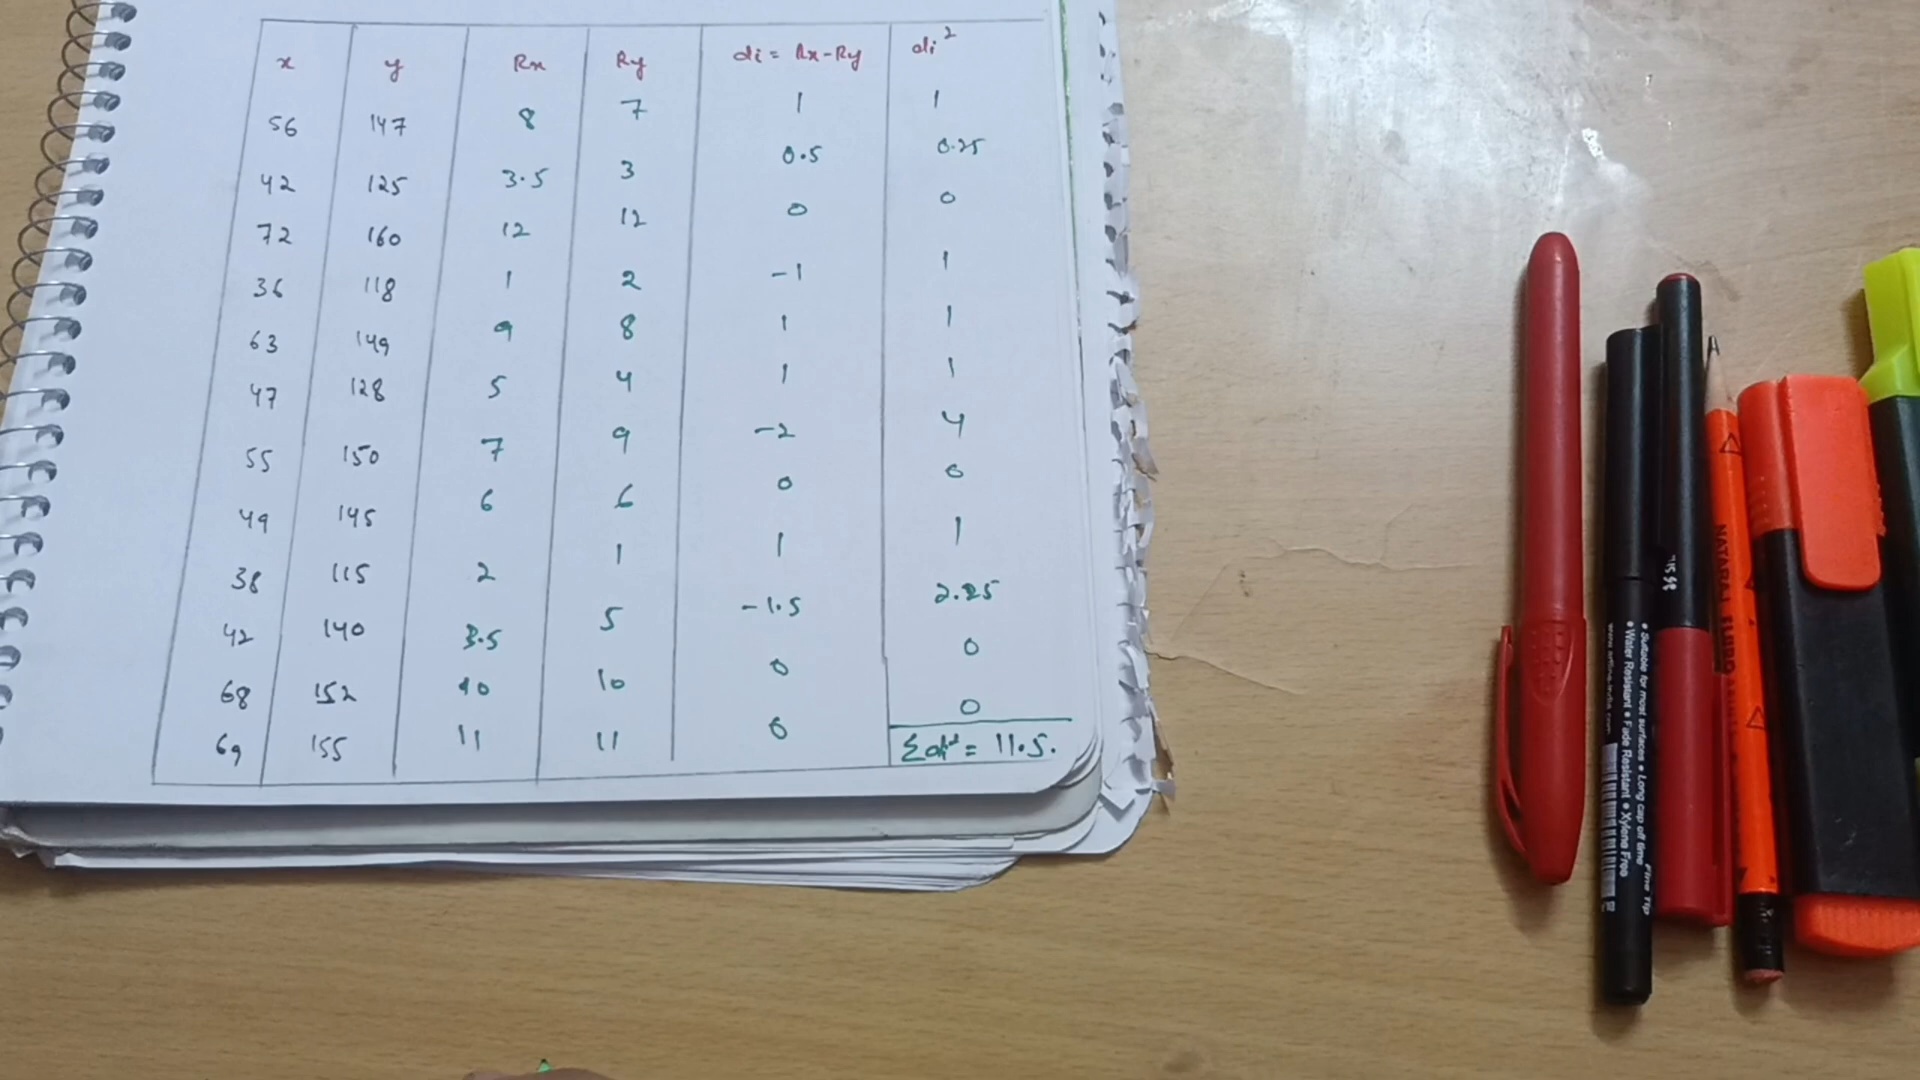 x y Rx Ry di = Rx-Ry di²
56 147 8 7 1 1
42 125 3.5 3 0.5 0.25
72 160 12 12 0 0
36 118 1 2 -1 1
63 149 9 8 1 1
47 128 5 4 1 1
55 150 7 9 -2 4
49 145 6 6 0 0
38 115 2 1 1 1
42 140 3.5 5 -1.5 2.25
68 152 10 10 0 0
69 155 11 11 0 0
Σdi² = 11.5.
• Suitable for most surfaces • Long cap off time
• Water Resistant • Fade Resistant • Xylene Free
Fine Tip
NATARAJ